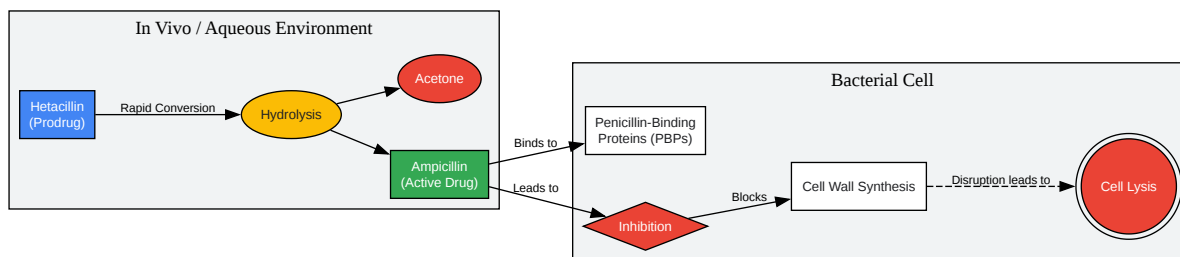 In Vivo / Aqueous Environment
Hetacillin
(Prodrug)
Rapid Conversion
Hydrolysis
Acetone
Ampicillin
(Active Drug)
Binds to
Leads to
Bacterial Cell
Penicillin-Binding
Proteins (PBPs)
Inhibition
Blocks
Cell Wall Synthesis
Disruption leads to
Cell Lysis